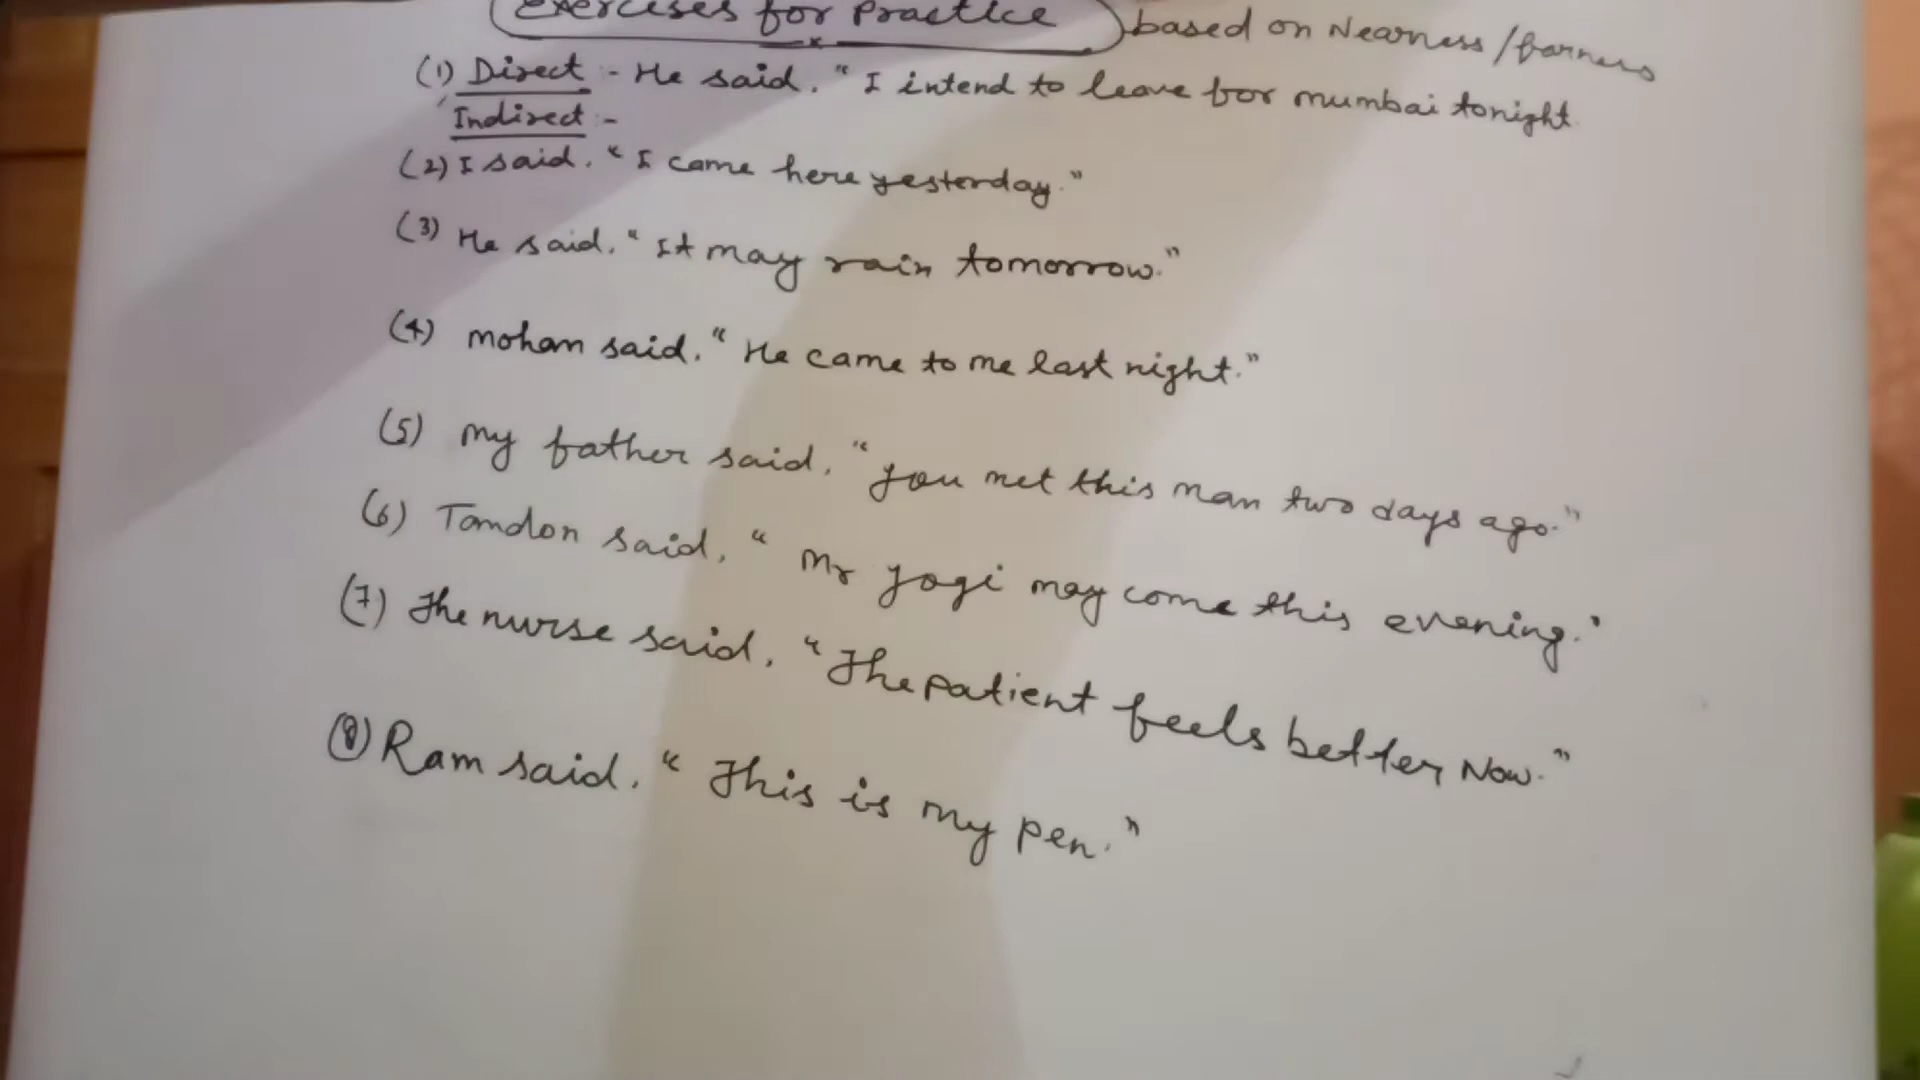 Exercises for Practice based on Nearness/farness
(1) Direct :- He said, "I intend to leave for mumbai tonight.
Indirect :-
(2) I said, "I came here yesterday."
(3) He said, "It may rain tomorrow."
(4) Mohan said, "He came to me last night."
(5) My father said, "You met this man two days ago."
(6) Tandon said, "Mr Yogi may come this evening."
(7) The nurse said, "The patient feels better Now."
(8) Ram said, "This is my pen."